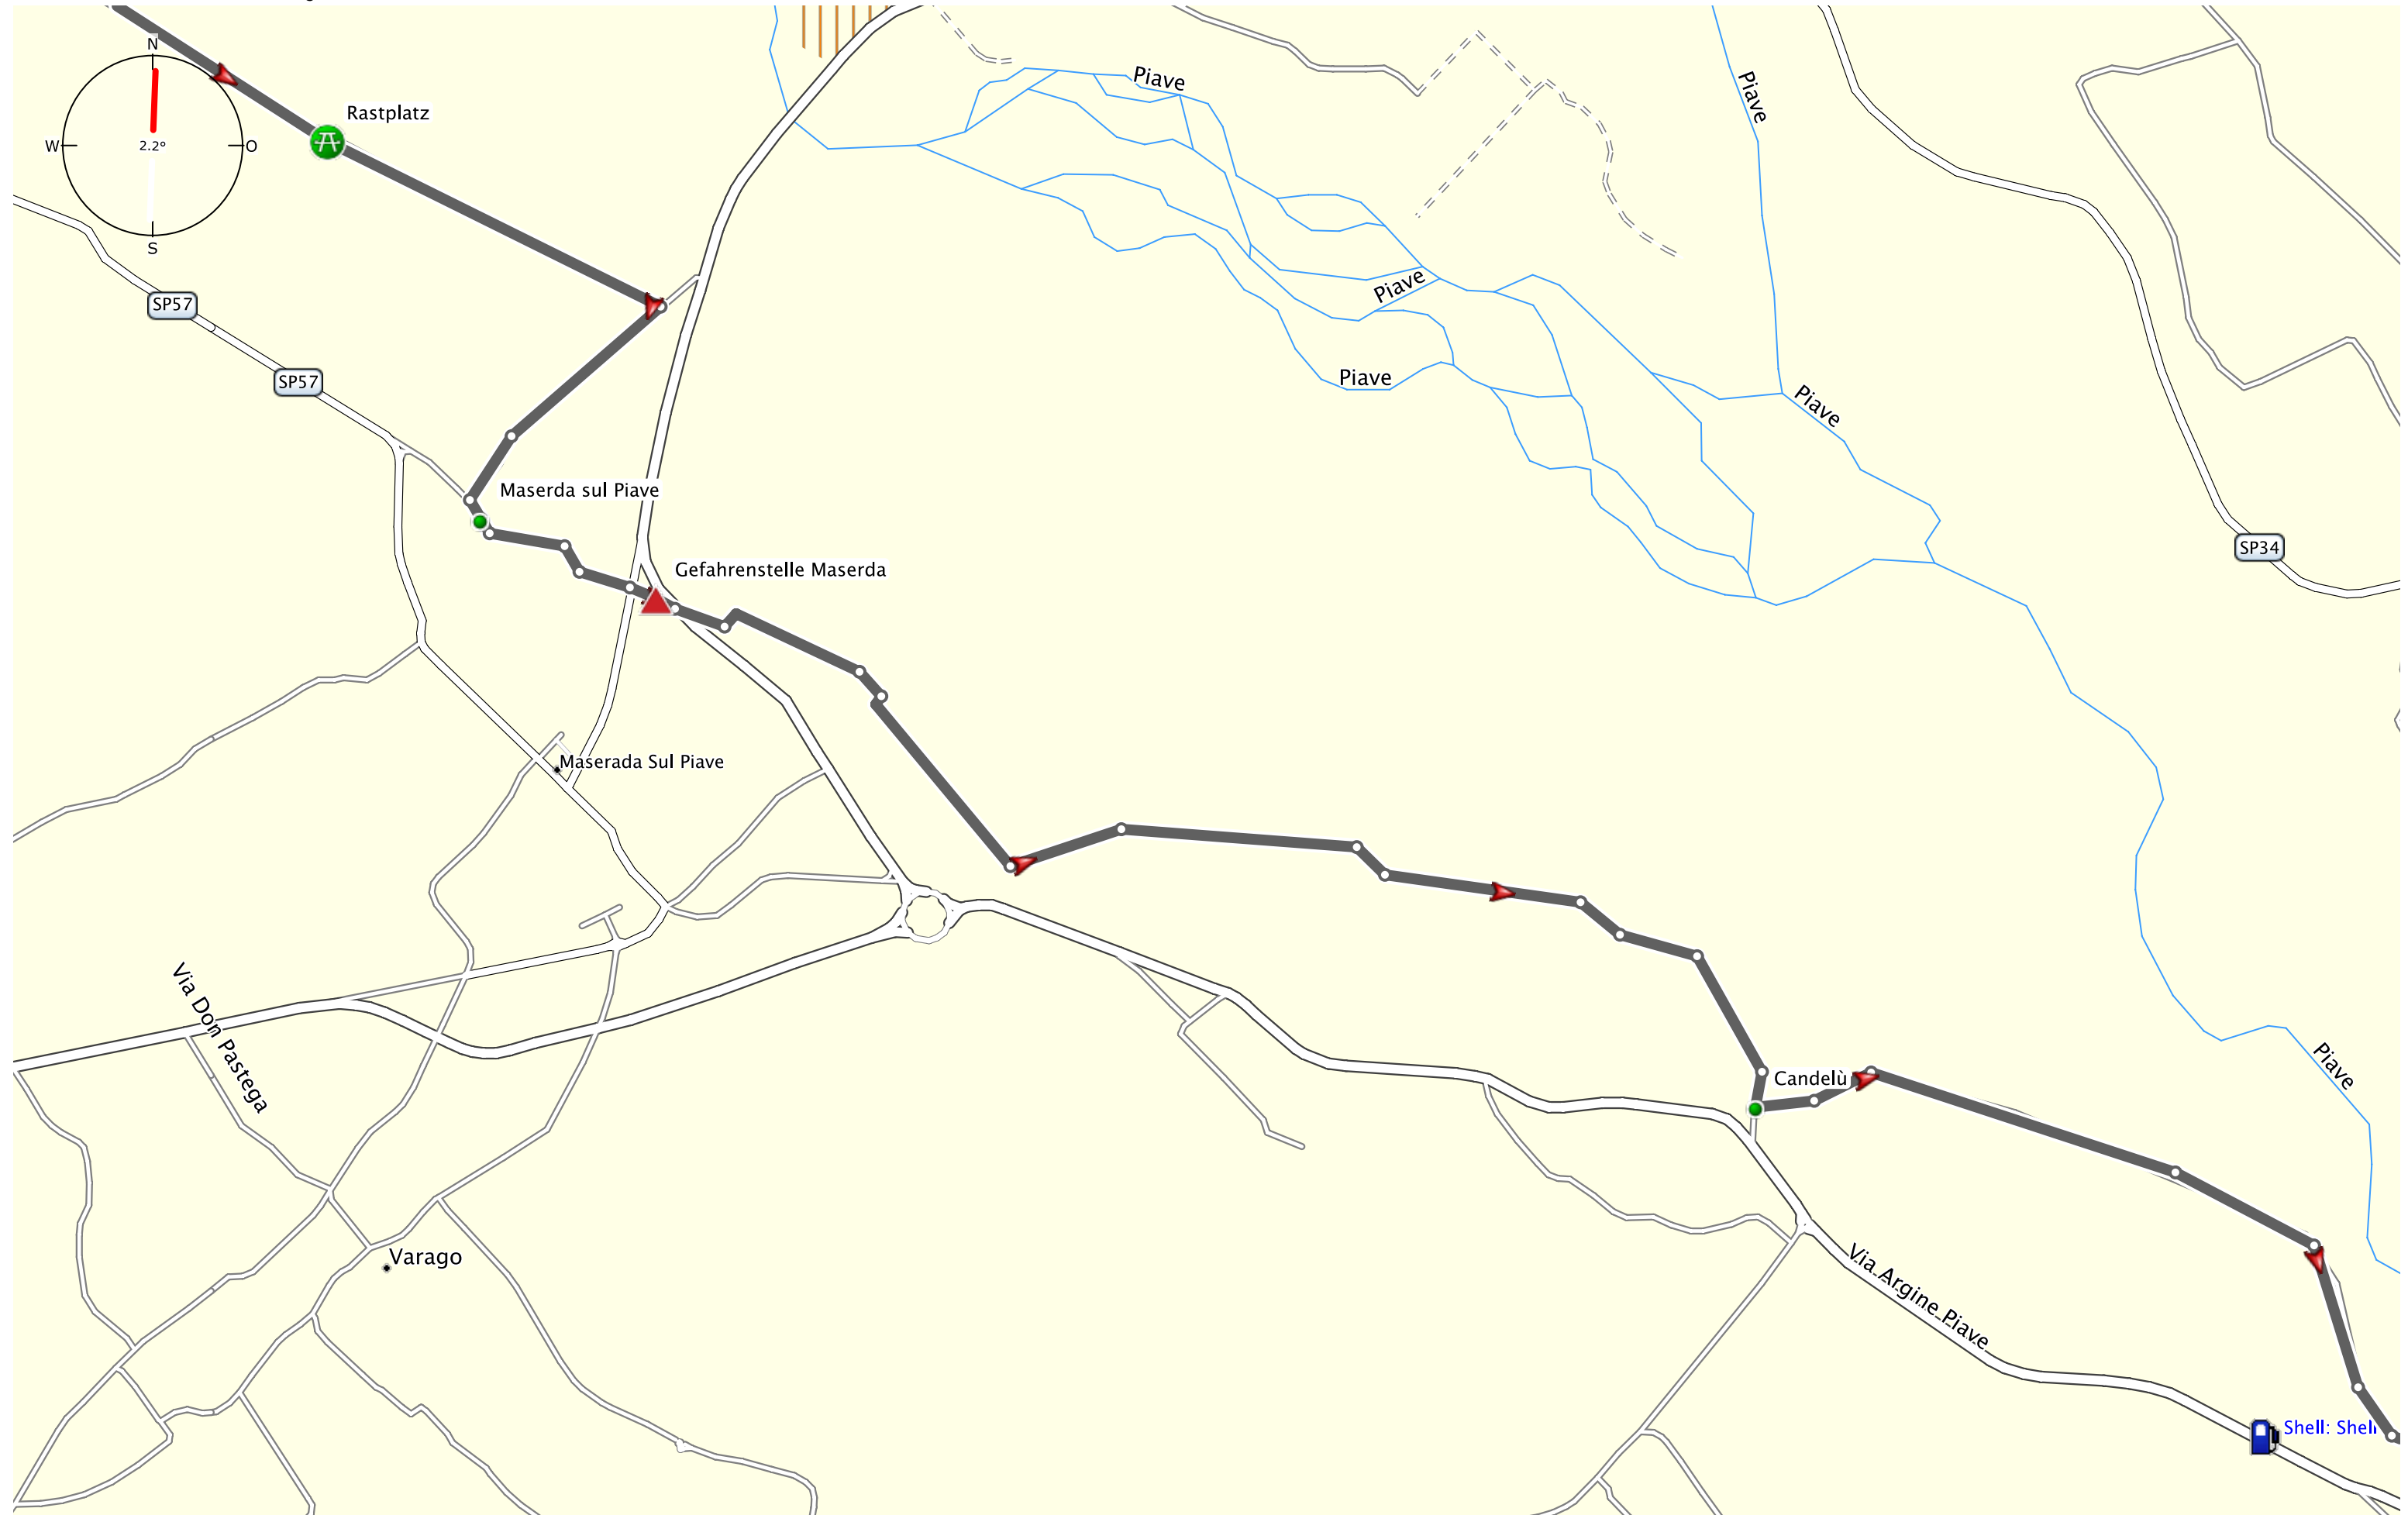 N
W
2.2°
O
S
Rastplatz
Piave
Piave
SP57
SP57
Piave
Piave
Piave
Maserda sul Piave
SP34
Gefahrenstelle Maserda
Maserada Sul Piave
Via Don Pastega
Candelù
Piave
Varago
Via Argine Piave
Shell: Shell